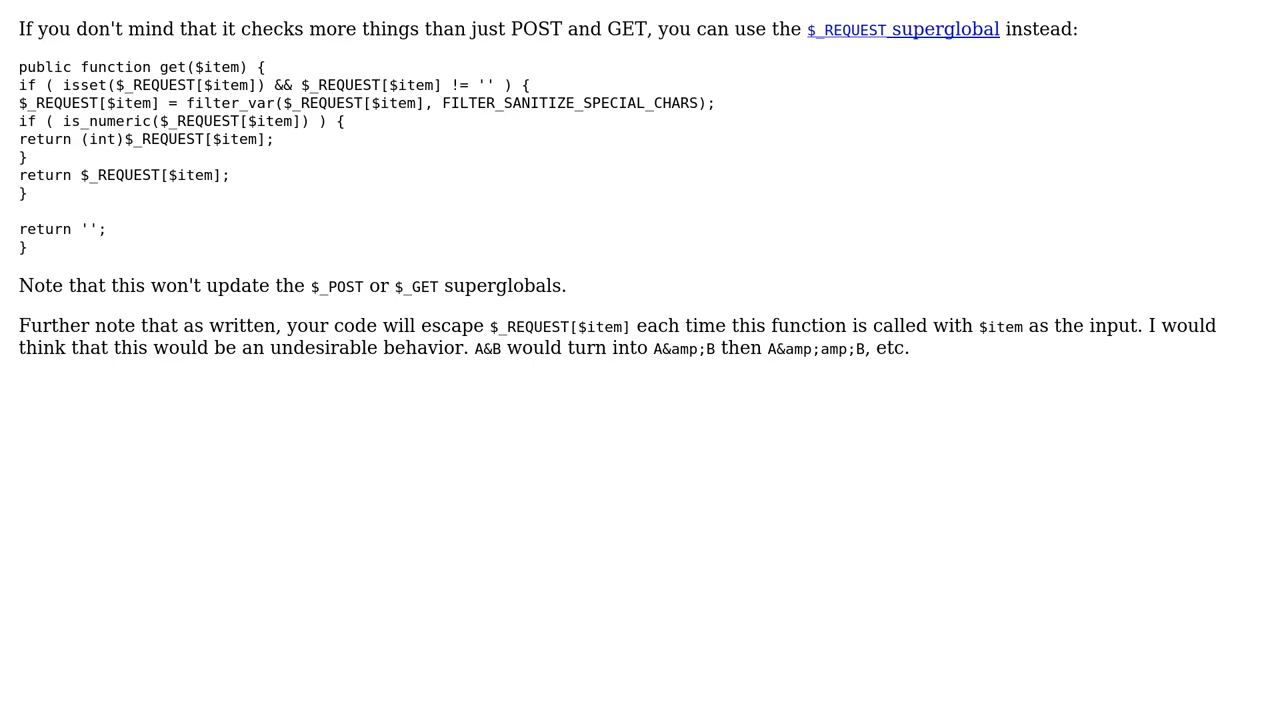 If you don't mind that it checks more things than just POST and GET, you can use the $_REQUEST superglobal instead:
public function get($item) {
if ( isset($_REQUEST[$item]) && $_REQUEST[$item] != '' ) {
$_REQUEST[$item] = filter_var($_REQUEST[$item], FILTER_SANITIZE_SPECIAL_CHARS);
if ( is_numeric($_REQUEST[$item]) ) {
return (int)$_REQUEST[$item];
}
return $_REQUEST[$item];
}
return '';
}
Note that this won't update the $_POST or $_GET superglobals.
Further note that as written, your code will escape $_REQUEST[$item] each time this function is called with $item as the input. I would
think that this would be an undesirable behavior. A&B would turn into A&amp;B then A&amp;amp;B, etc.